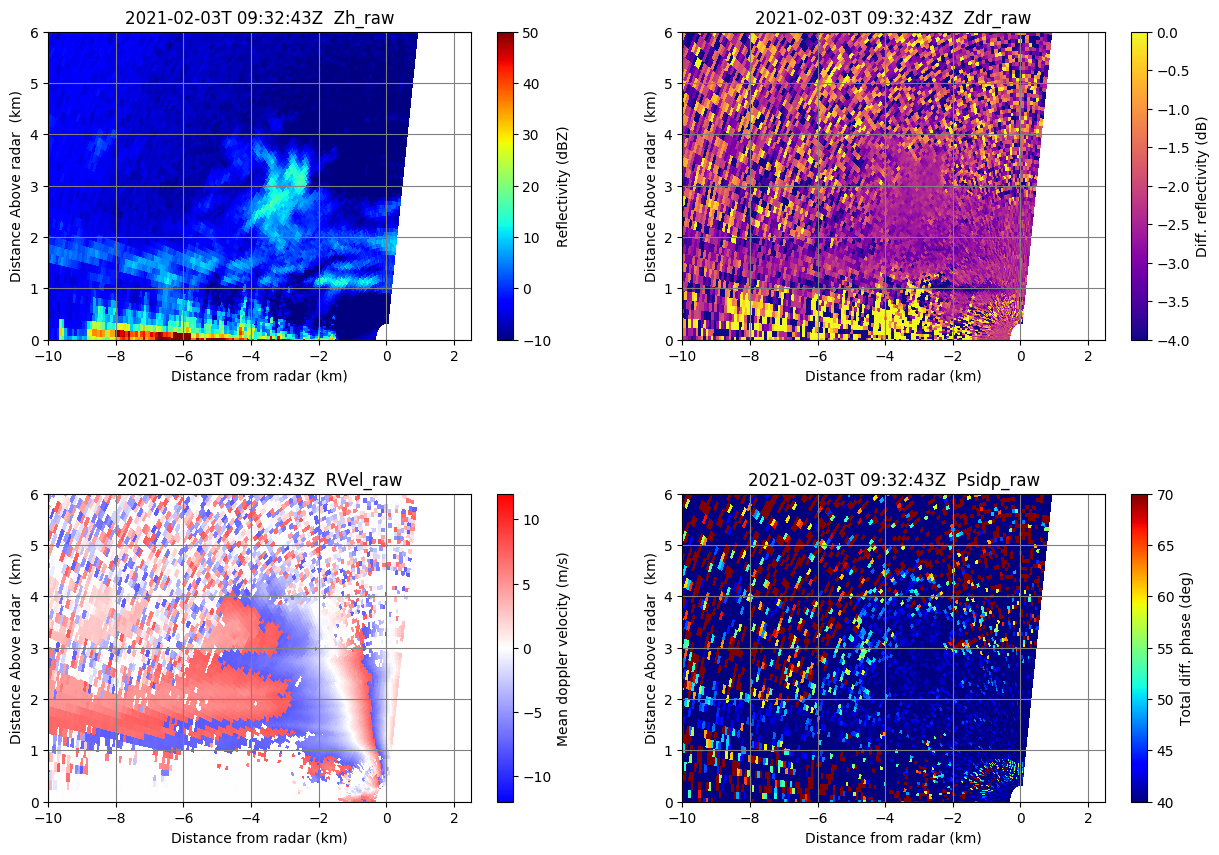 2021-02-03T 09:32:43Z Zh_raw
6
5
4
3
2
1
0
Distance Above radar (km)
−10 −8 −6 −4 −2 0 2
Distance from radar (km)
50
40
30
20
10
0
−10
Reflectivity (dBZ)
2021-02-03T 09:32:43Z Zdr_raw
6
5
4
3
2
1
0
Distance Above radar (km)
−10 −8 −6 −4 −2 0 2
Distance from radar (km)
0.0
−0.5
−1.0
−1.5
−2.0
−2.5
−3.0
−3.5
−4.0
Diff. reflectivity (dB)
2021-02-03T 09:32:43Z RVel_raw
6
5
4
3
2
1
0
Distance Above radar (km)
−10 −8 −6 −4 −2 0 2
Distance from radar (km)
10
5
0
−5
−10
Mean doppler velocity (m/s)
2021-02-03T 09:32:43Z Psidp_raw
6
5
4
3
2
1
0
Distance Above radar (km)
−10 −8 −6 −4 −2 0 2
Distance from radar (km)
70
65
60
55
50
45
40
Total diff. phase (deg)